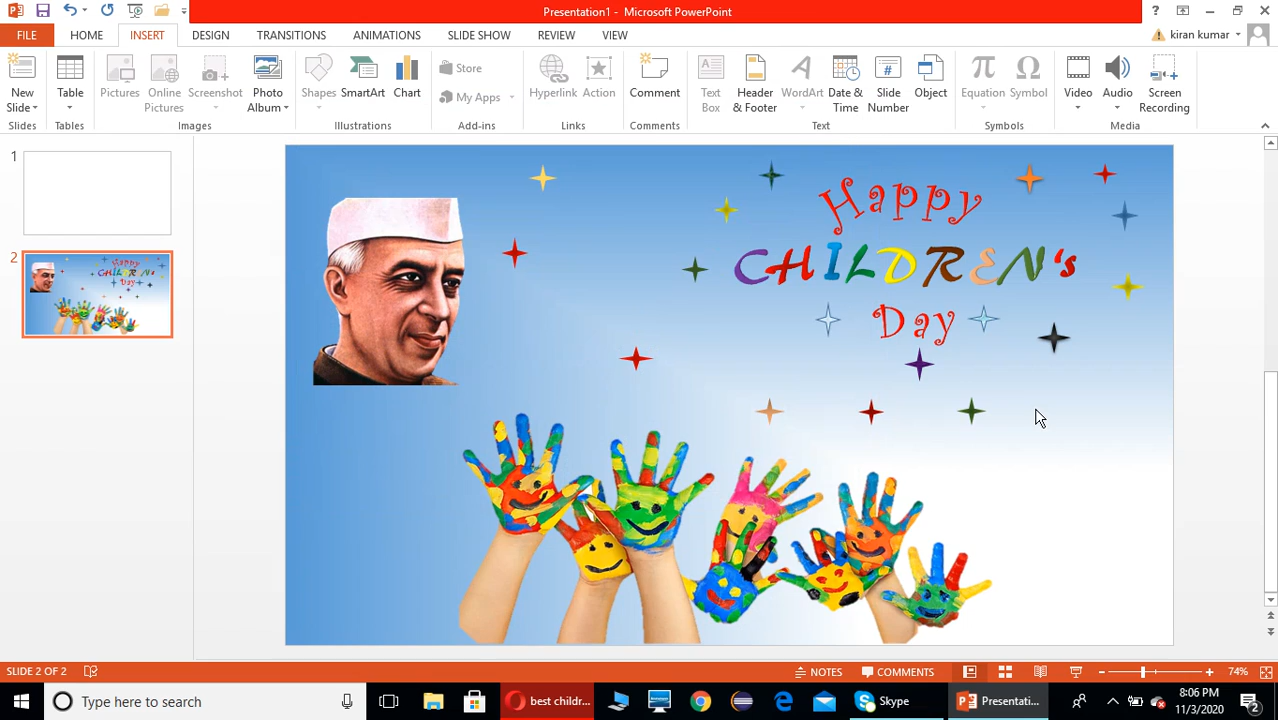 Presentation1 - Microsoft PowerPoint
?
FILE HOME INSERT DESIGN TRANSITIONS ANIMATIONS SLIDE SHOW REVIEW VIEW kiran kumar
New Slide
Table
Pictures
Online Pictures
Screenshot
Photo Album
Shapes
SmartArt
Chart
Store
My Apps
Hyperlink
Action
Comment
Text Box
Header & Footer
WordArt
Date & Time
Slide Number
Object
Equation
Symbol
Video
Audio
Screen Recording
Slides Tables Images Illustrations Add-ins Links Comments Text Symbols Media
1
2
Happy
CHILDREN's
Day
Happy
CHILDREN's
Day
SLIDE 2 OF 2 NOTES COMMENTS 74%
Type here to search
best childr...
Skype
Presentati...
8:06 PM
11/3/2020
2